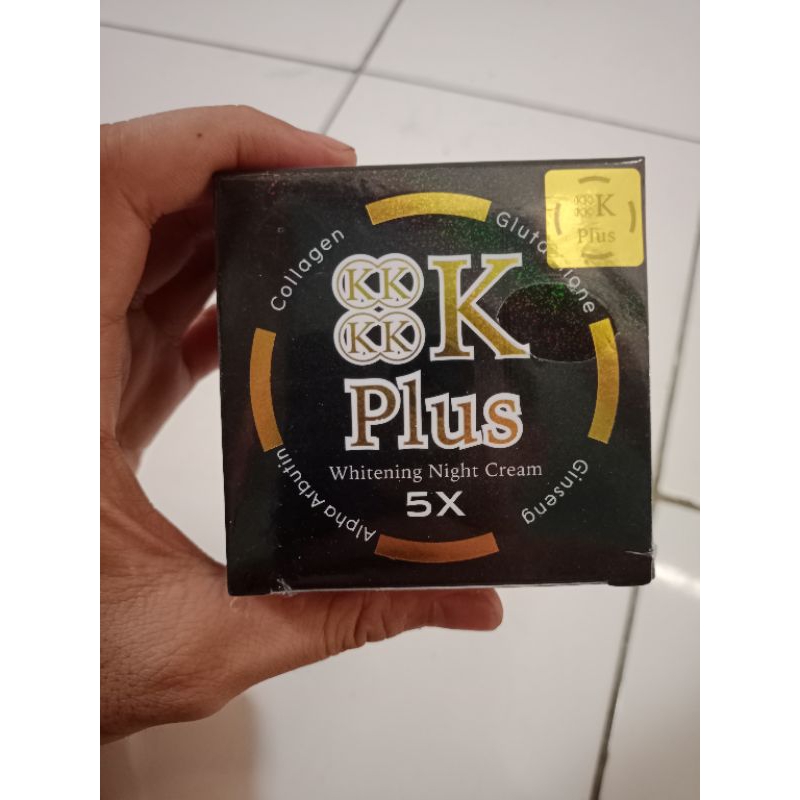 Collagen
Glutathione
KK K
KK
Plus
KK K
KK
Plus
Whitening Night Cream
5X
Alpha Arbutin
Ginseng